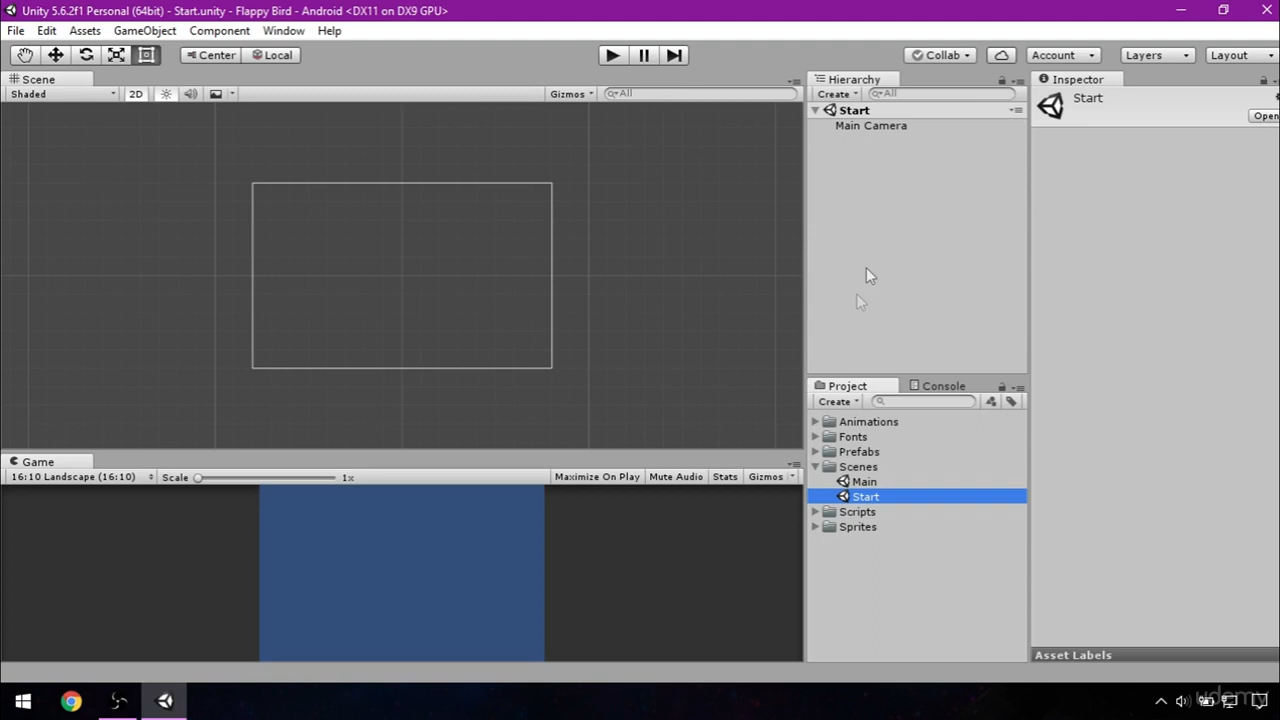 Unity 5.6.2f1 Personal (64bit) - Start.unity - Flappy Bird - Android <DX11 on DX9 GPU>
File Edit Assets GameObject Component Window Help
Center Local Collab Account Layers Layout
Scene
Shaded 2D Gizmos All
Hierarchy
Create All
Start
Main Camera
Inspector
Start
Open
Project Console
Create
Animations
Fonts
Prefabs
Scenes
Main
Start
Scripts
Sprites
Game
16:10 Landscape (16:10) Scale 1x Maximize On Play Mute Audio Stats Gizmos
Asset Labels
udemy